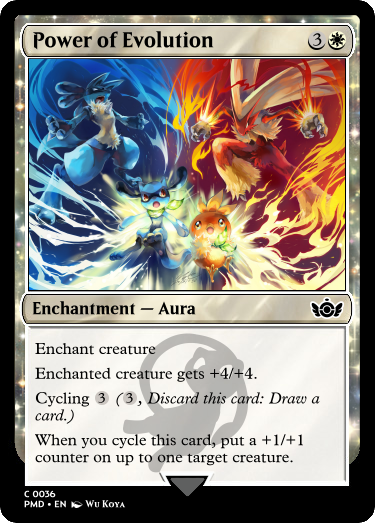 Power of Evolution 3
Enchantment — Aura
Enchant creature
Enchanted creature gets +4/+4.
Cycling 3 (3, Discard this card: Draw a
card.)
When you cycle this card, put a +1/+1
counter on up to one target creature.
C 0036
PMD • EN Wu Koya